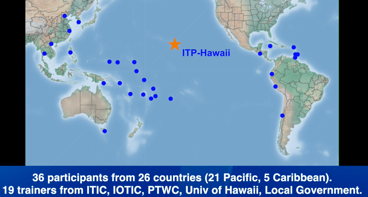 ITP-Hawaii
36 participants from 26 countries (21 Pacific, 5 Caribbean).
19 trainers from ITIC, IOTIC, PTWC, Univ of Hawaii, Local Government.